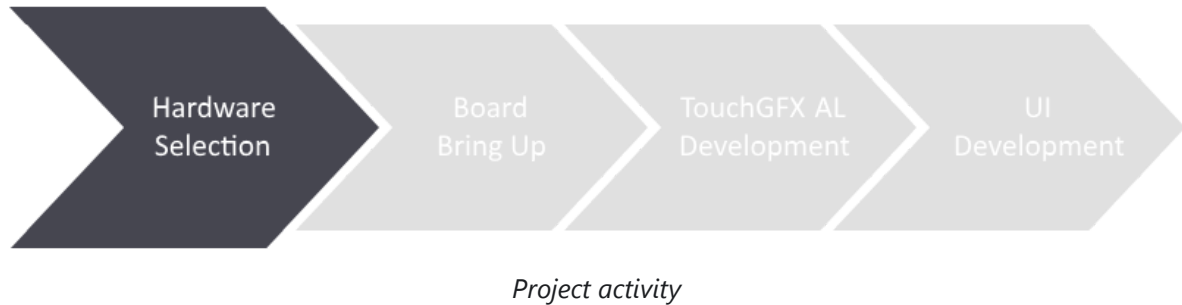 Hardware
Selection
Board
Bring Up
TouchGFX AL
Development
UI
Development
Project activity